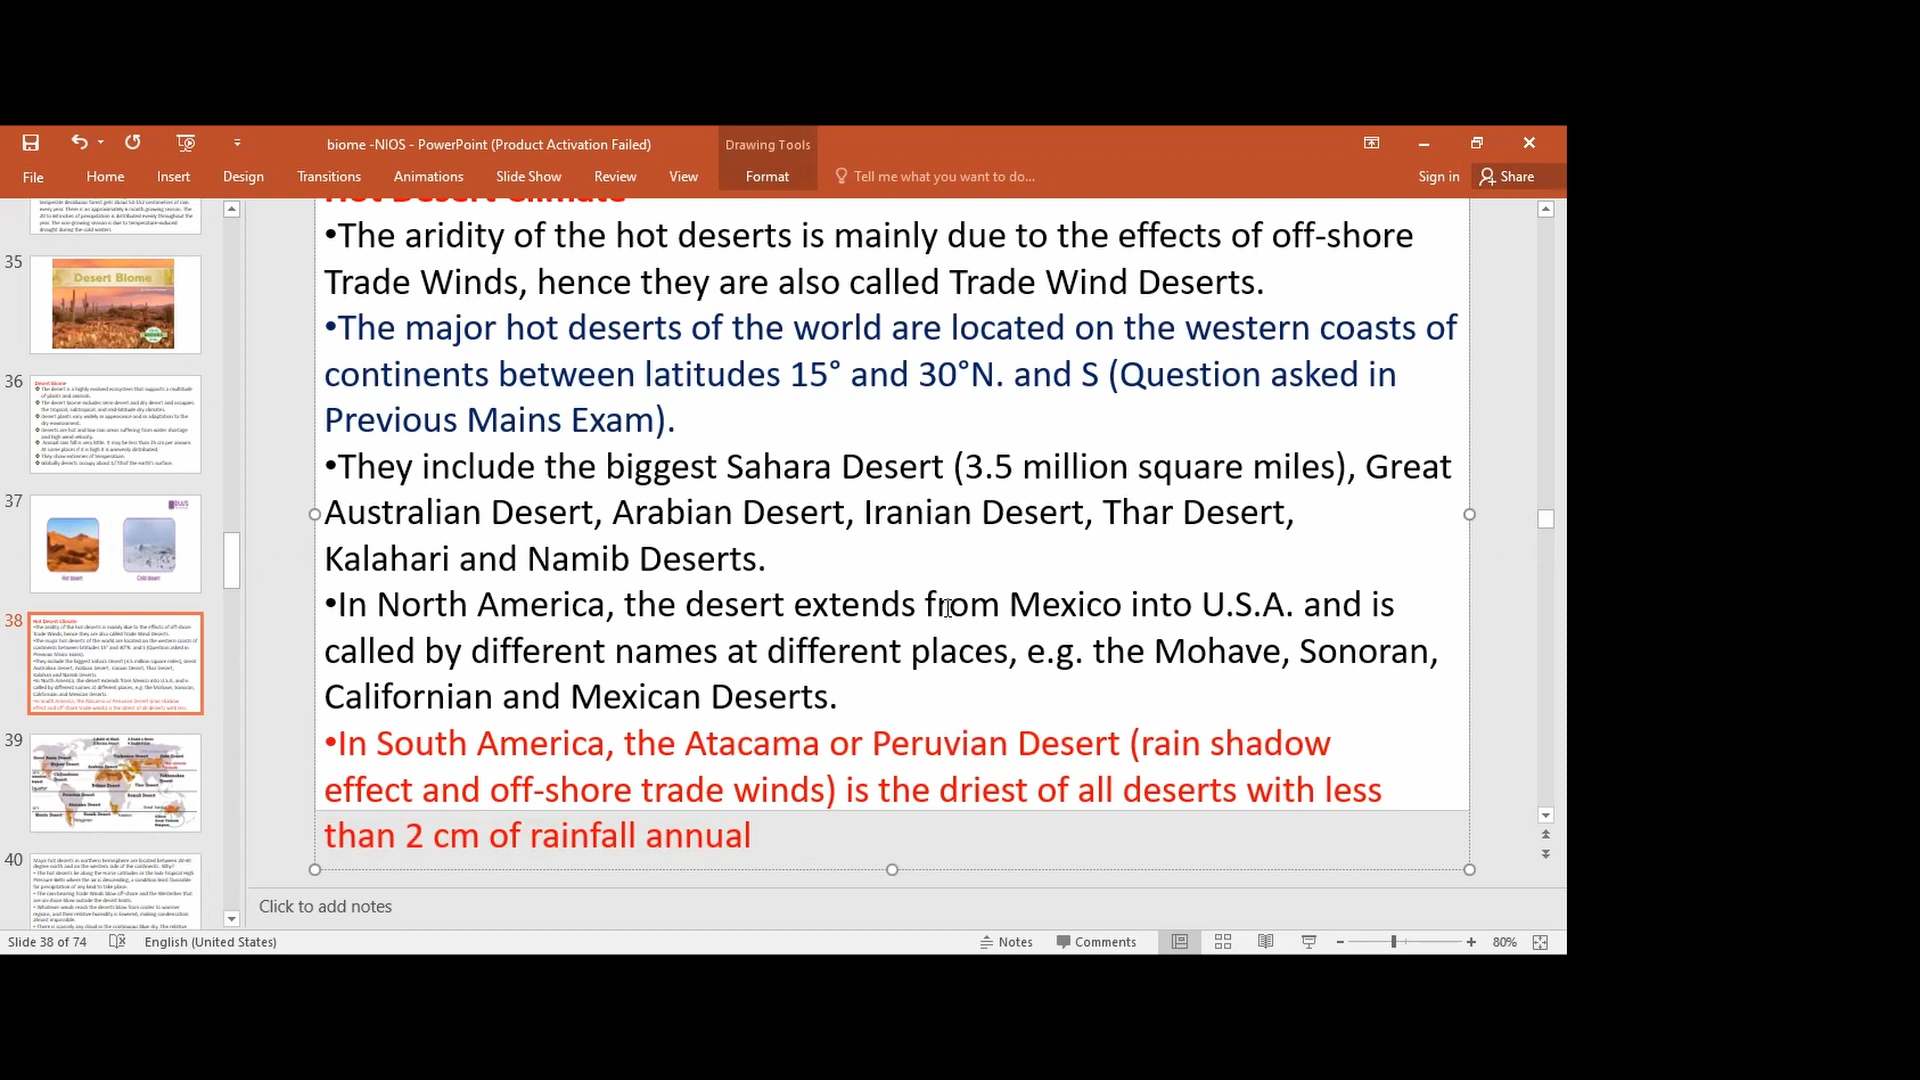 biome -NIOS - PowerPoint (Product Activation Failed)
Drawing Tools
File Home Insert Design Transitions Animations Slide Show Review View Format Tell me what you want to do... Sign in Share
35
Desert Biome
36
Desert Biome
37
Hot desert Cold desert
38
39
40
Hot Desert Climate
•The aridity of the hot deserts is mainly due to the effects of off-shore
Trade Winds, hence they are also called Trade Wind Deserts.
•The major hot deserts of the world are located on the western coasts of
continents between latitudes 15° and 30°N. and S (Question asked in
Previous Mains Exam).
•They include the biggest Sahara Desert (3.5 million square miles), Great
Australian Desert, Arabian Desert, Iranian Desert, Thar Desert,
Kalahari and Namib Deserts.
•In North America, the desert extends from Mexico into U.S.A. and is
called by different names at different places, e.g. the Mohave, Sonoran,
Californian and Mexican Deserts.
•In South America, the Atacama or Peruvian Desert (rain shadow
effect and off-shore trade winds) is the driest of all deserts with less
than 2 cm of rainfall annual
Click to add notes
Slide 38 of 74 English (United States) Notes Comments 80%